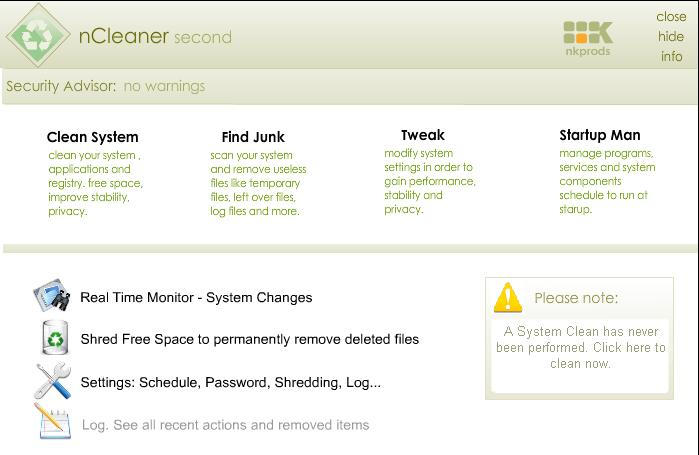 nCleaner second
nkprods
close
hide
info
Security Advisor: no warnings
Clean System
clean your system ,
applications and
registry. free space,
improve stability,
privacy.
Find Junk
scan your system
and remove useless
files like temporary
files, left over files,
log files and more.
Tweak
modify system
settings in order to
gain performance,
stability and
privacy.
Startup Man
manage programs,
services and system
components
schedule to run at
starup.
Real Time Monitor - System Changes
Shred Free Space to permanently remove deleted files
Settings: Schedule, Password, Shredding, Log...
Log. See all recent actions and removed items
Please note:
A System Clean has never
been performed. Click here to
clean now.